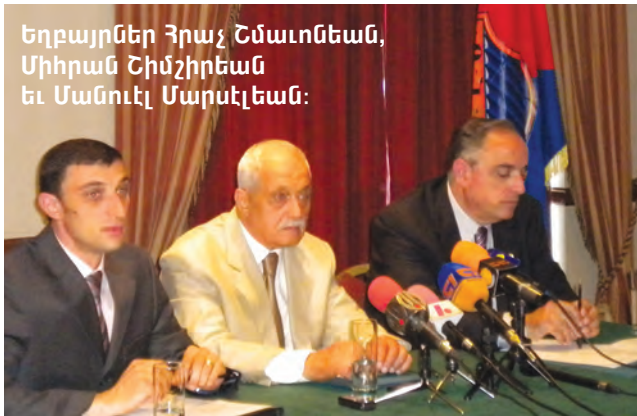 Եղբայրներ Հրաչ Շմաւոնեան,
Միհրան Շիմշիրեան
եւ Մանուէլ Մարսէլեան։